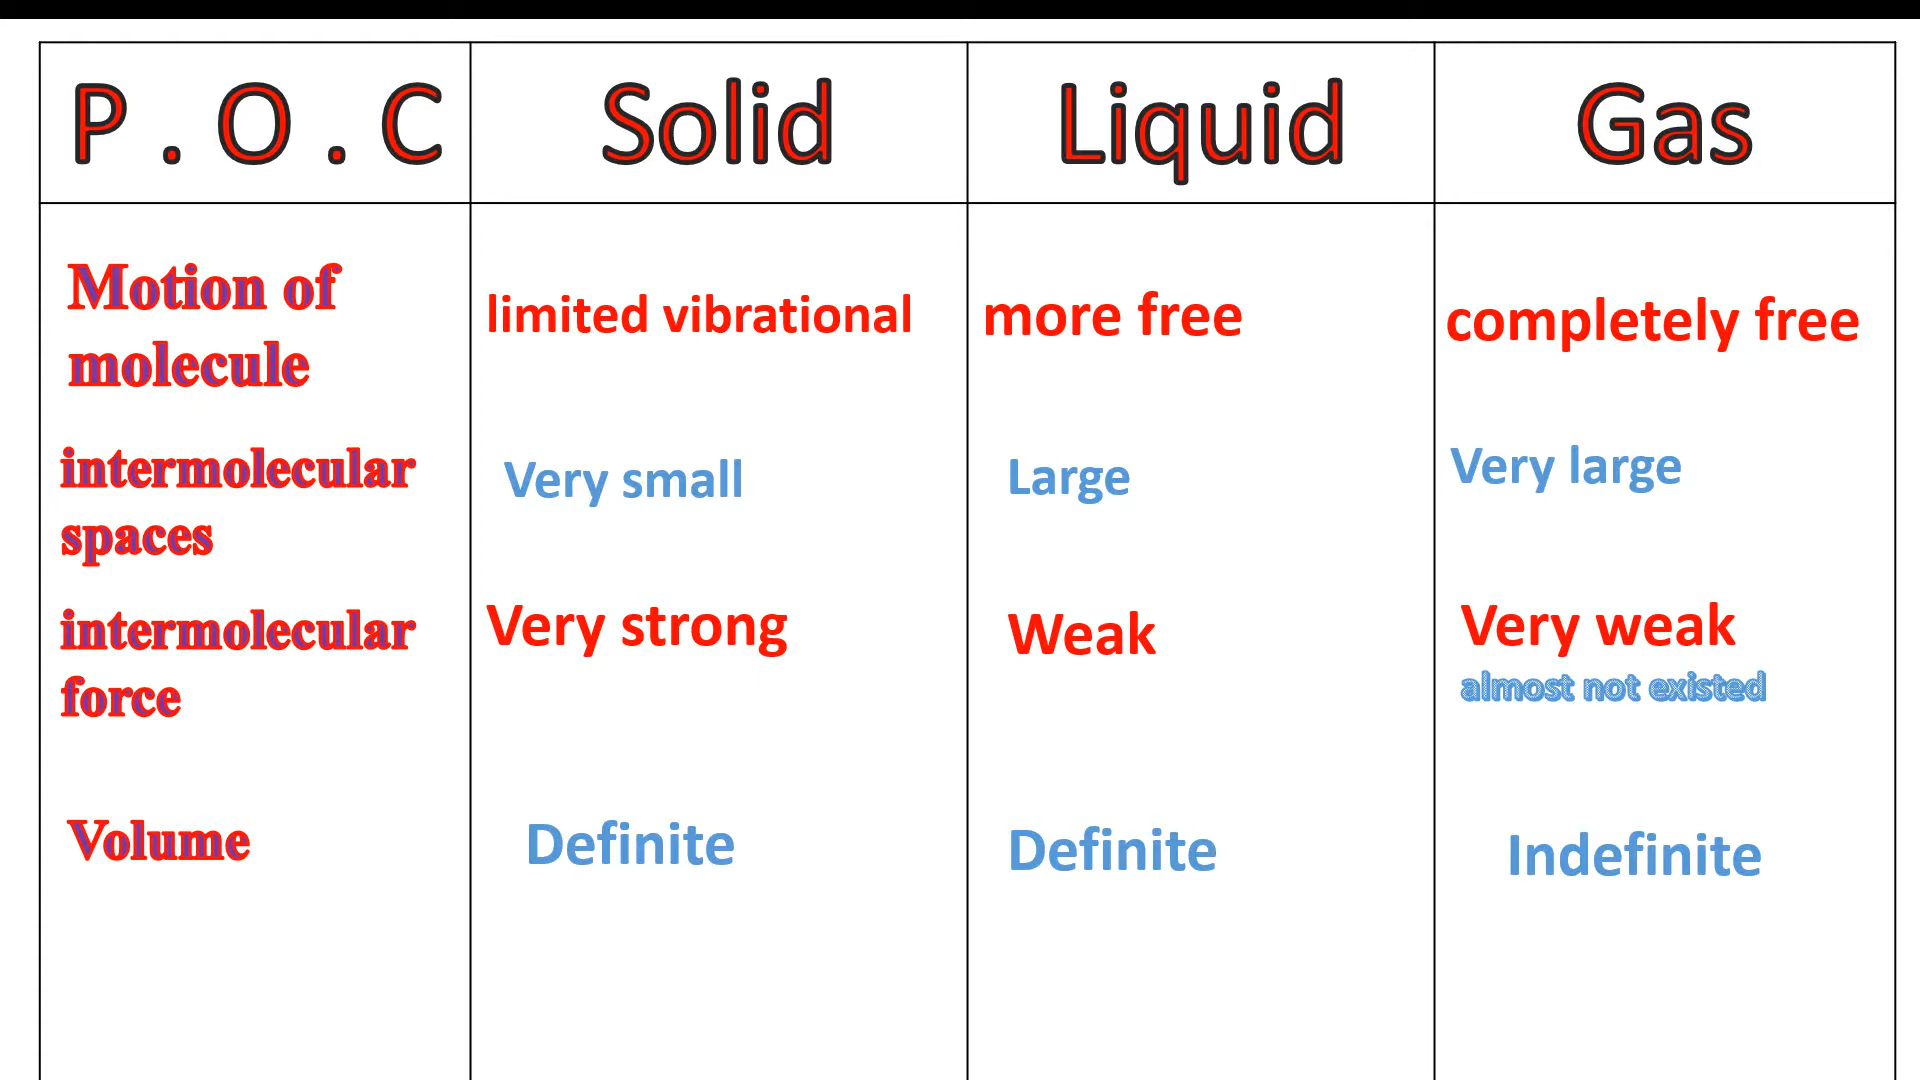 P . O . C Solid Liquid Gas
Motion of
molecule
limited vibrational more free completely free
intermolecular
spaces
Very small Large Very large
intermolecular
force
Very strong Weak Very weak
almost not existed
Volume Definite Definite Indefinite